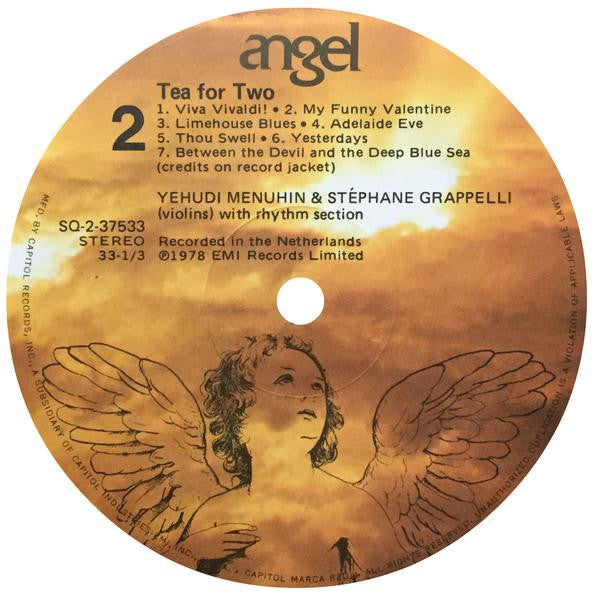 angel
Tea for Two
2
1. Viva Vivaldi! • 2. My Funny Valentine
3. Limehouse Blues • 4. Adelaide Eve
5. Thou Swell • 6. Yesterdays
7. Between the Devil and the Deep Blue Sea
(credits on record jacket)
YEHUDI MENUHIN & STÉPHANE GRAPPELLI
(violins) with rhythm section
SQ-2-37533
STEREO
33-1/3
Recorded in the Netherlands
℗1978 EMI Records Limited
MFD. BY CAPITOL RECORDS, INC., A SUBSIDIARY OF CAPITOL INDUSTRIES-EMI, INC., CAPITOL MARCA REG. • ALL RIGHTS RESERVED. UNAUTHORIZED DUPLICATION IS A VIOLATION OF APPLICABLE LAWS